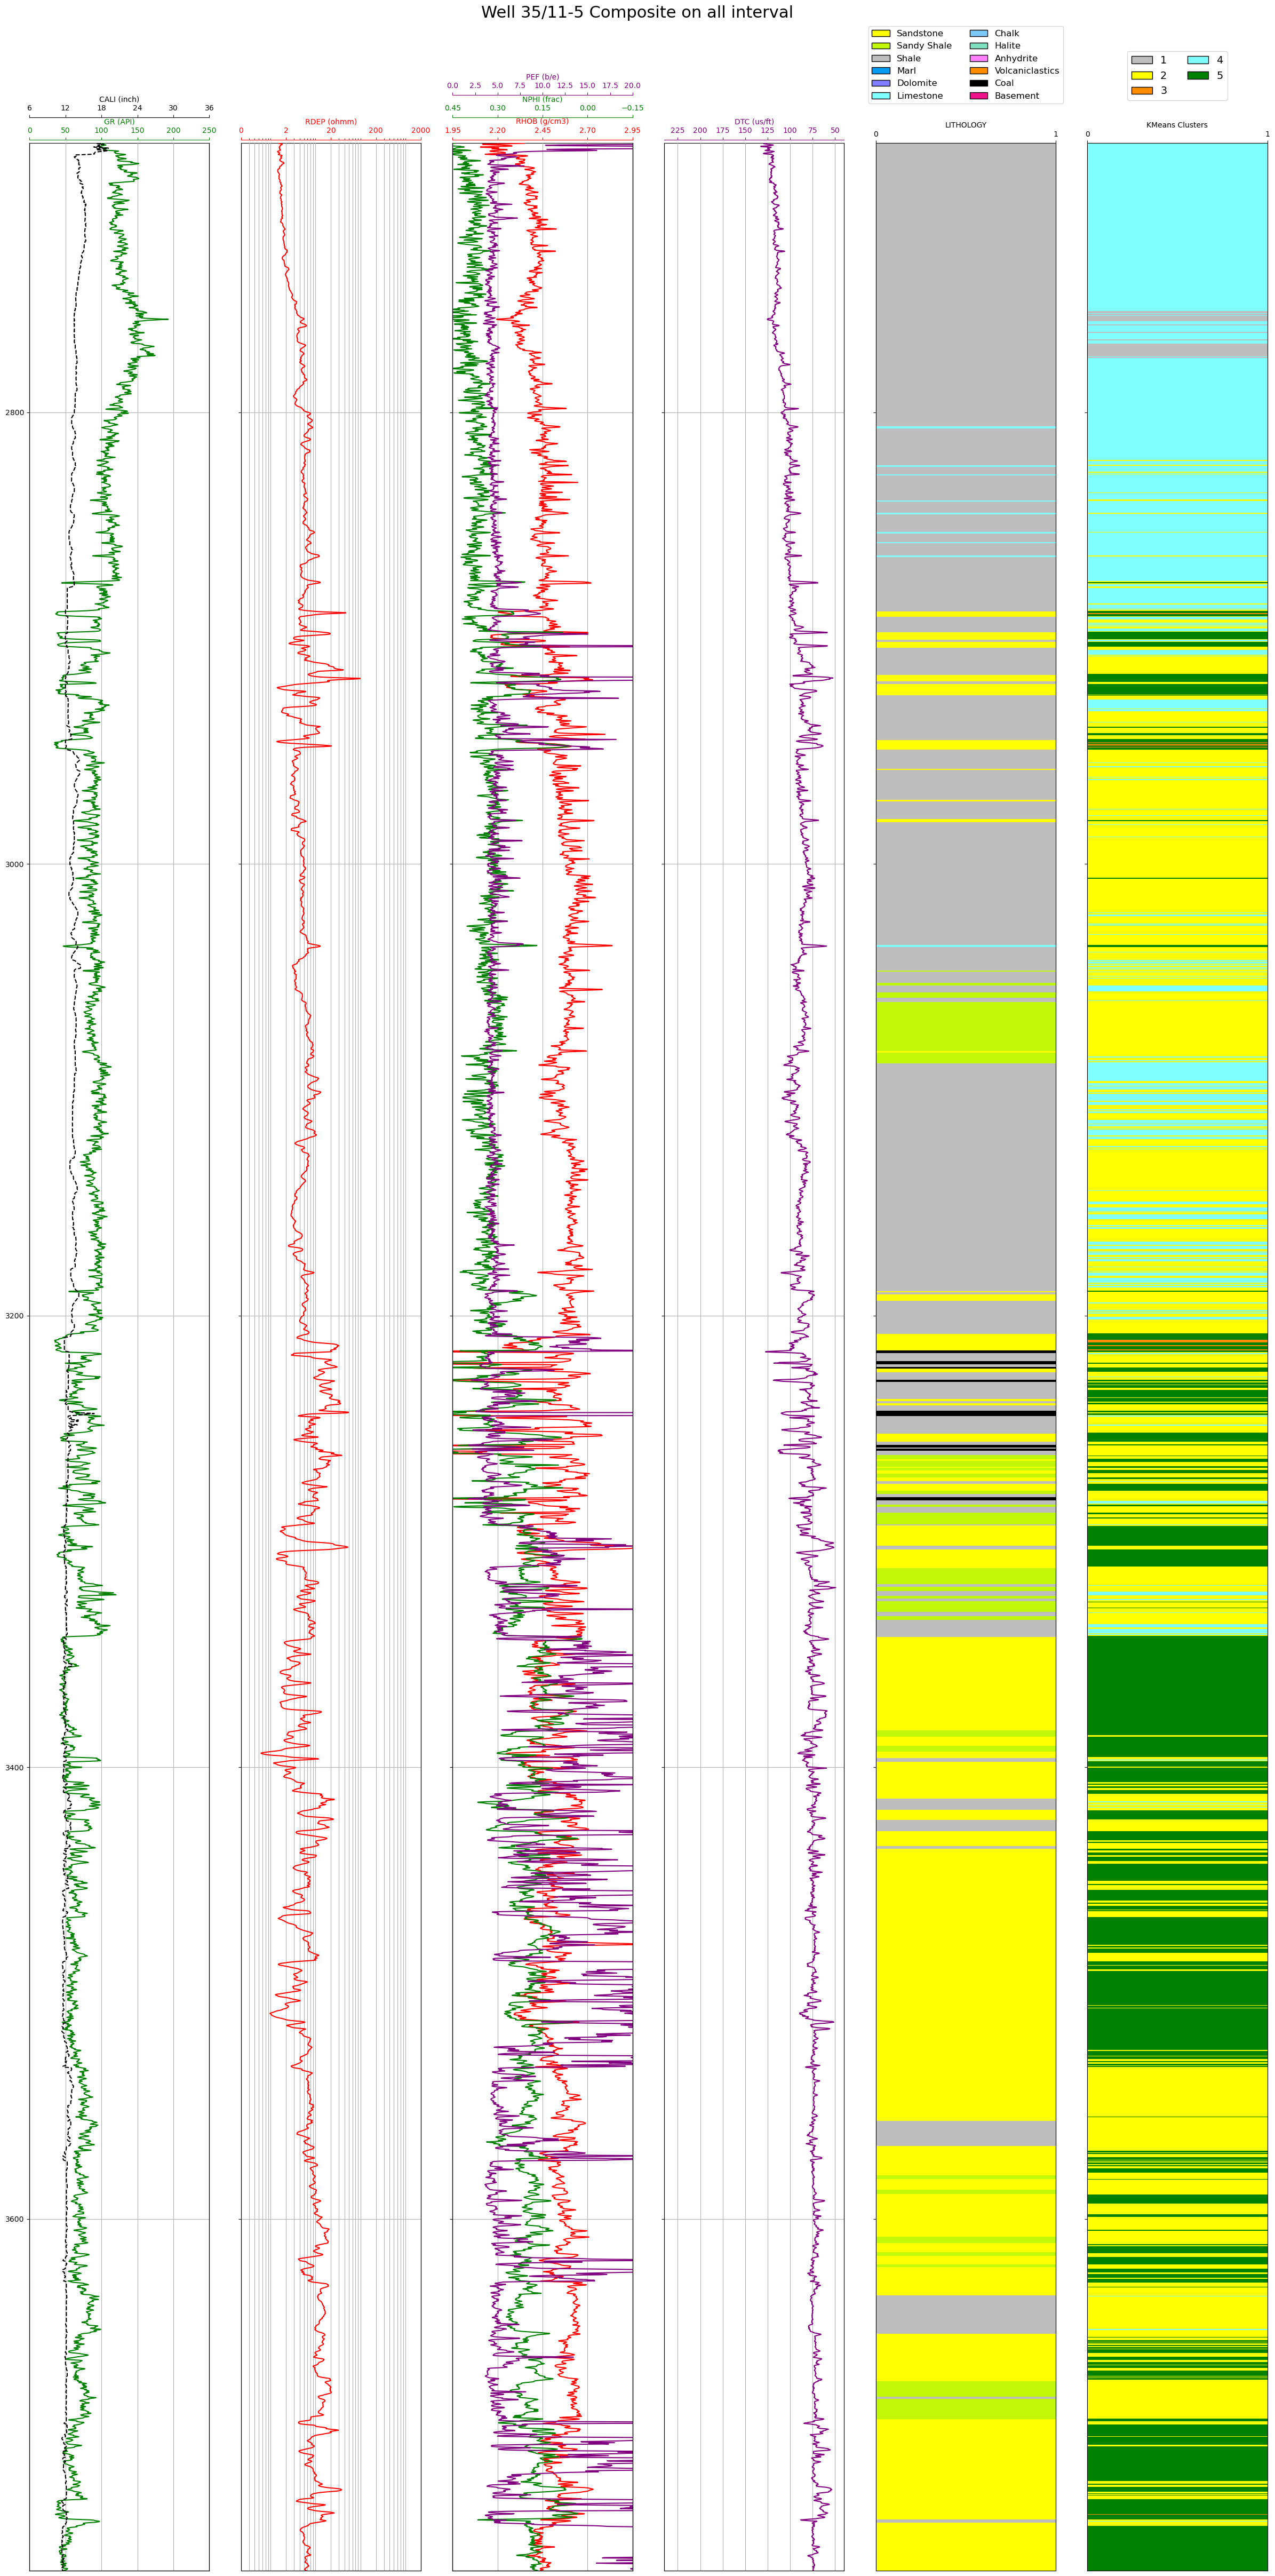 Well 35/11-5 Composite on all interval
Sandstone Chalk
Sandy Shale Halite
Shale Anhydrite
Marl Volcaniclastics
Dolomite Coal
Limestone Basement
1 4
2 5
3
PEF (b/e)
0.0 2.5 5.0 7.5 10.0 12.5 15.0 17.5 20.0
CALI (inch)
6 12 18 24 30 36
NPHI (frac)
0.45 0.30 0.15 0.00 −0.15
GR (API)
0 50 100 150 200 250
RDEP (ohmm)
0 2 20 200 2000
RHOB (g/cm3)
1.95 2.20 2.45 2.70 2.95
DTC (us/ft)
225 200 175 150 125 100 75 50
LITHOLOGY
0 1
KMeans Clusters
0 1
2800
3000
3200
3400
3600